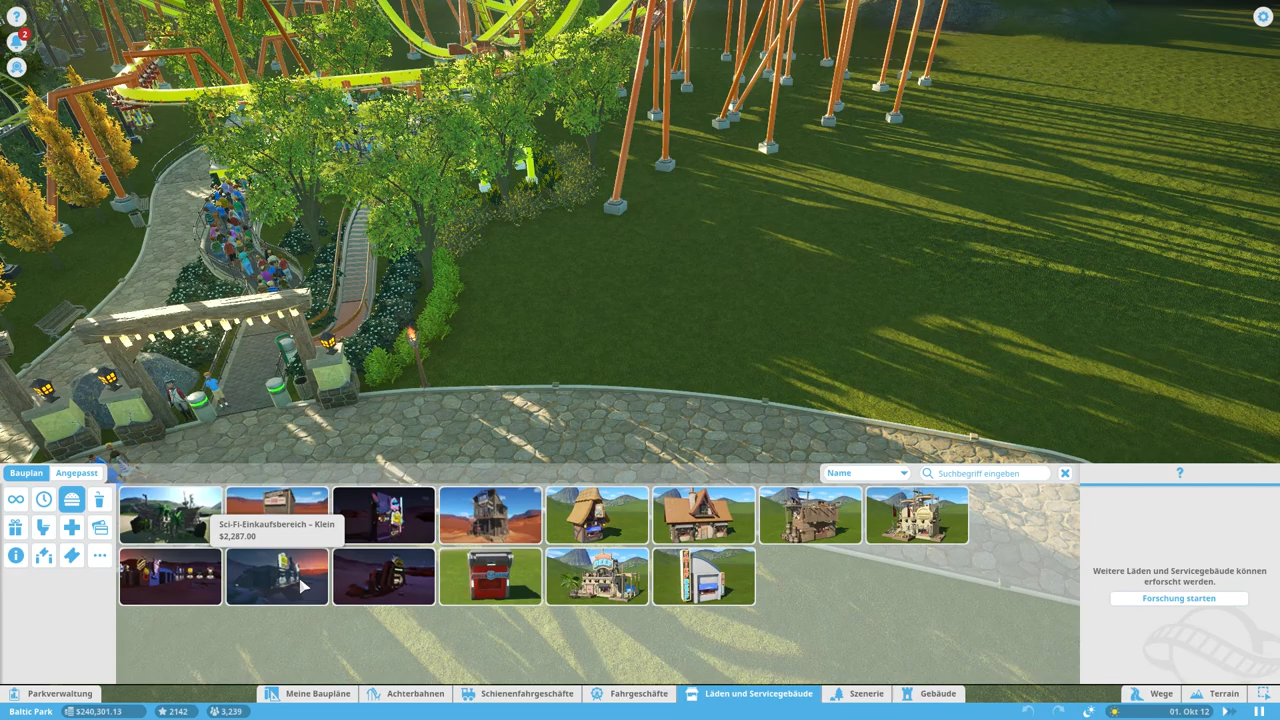 2
Bauplan
Angepasst
Name
Suchbegriff eingeben
?
Sci-Fi-Einkaufsbereich – Klein
$2,287.00
Weitere Läden und Servicegebäude können
erforscht werden.
Forschung starten
Parkverwaltung
Meine Baupläne
Achterbahnen
Schienenfahrgeschäfte
Fahrgeschäfte
Läden und Servicegebäude
Szenerie
Gebäude
Wege
Terrain
Baltic Park
$240,301.13
2142
3,239
01. Okt 12